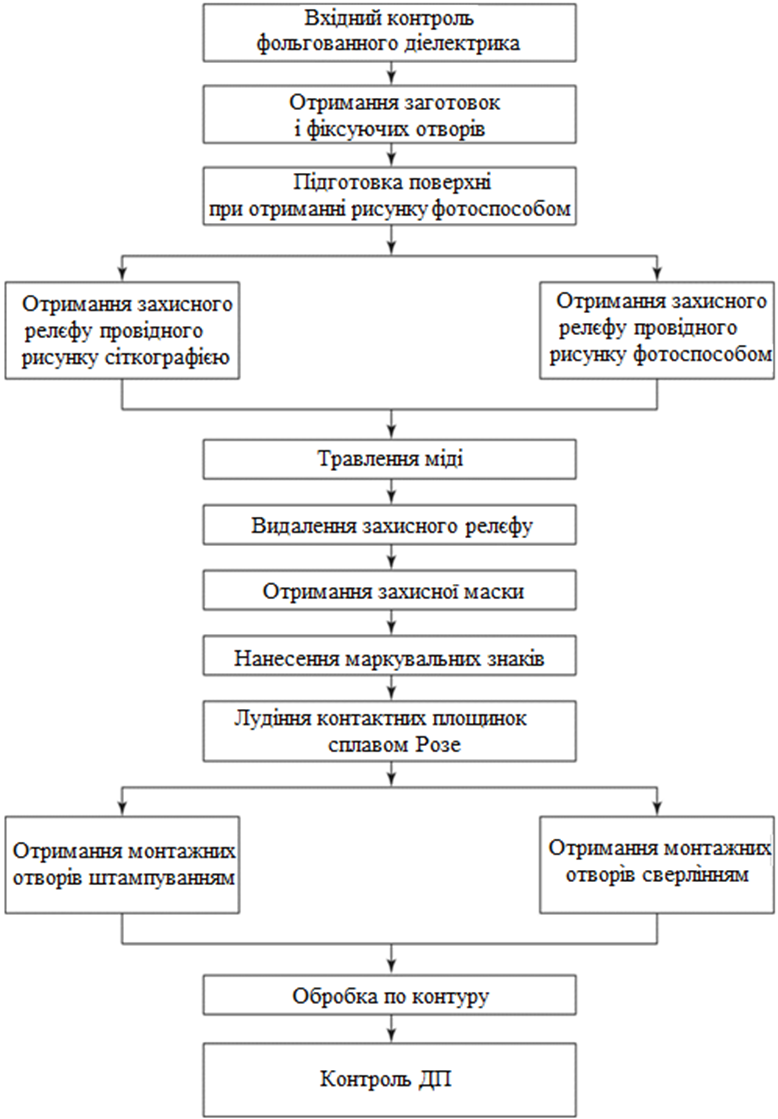 Вхідний контроль
фольгованного діелектрика
Отримання заготовок
і фіксуючих отворів
Підготовка поверхні
при отриманні рисунку фотоспособом
Отримання захисного
релєфу провідного
рисунку сіткографією
Отримання захисного
релєфу провідного
рисунку фотоспособом
Травлення міді
Видалення захисного релєфу
Отримання захисної маски
Нанесення маркувальних знаків
Лудіння контактних площинок
сплавом Розе
Отримання монтажних
отворів штампуванням
Отримання монтажних
отворів сверлінням
Обробка по контуру
Контроль ДП